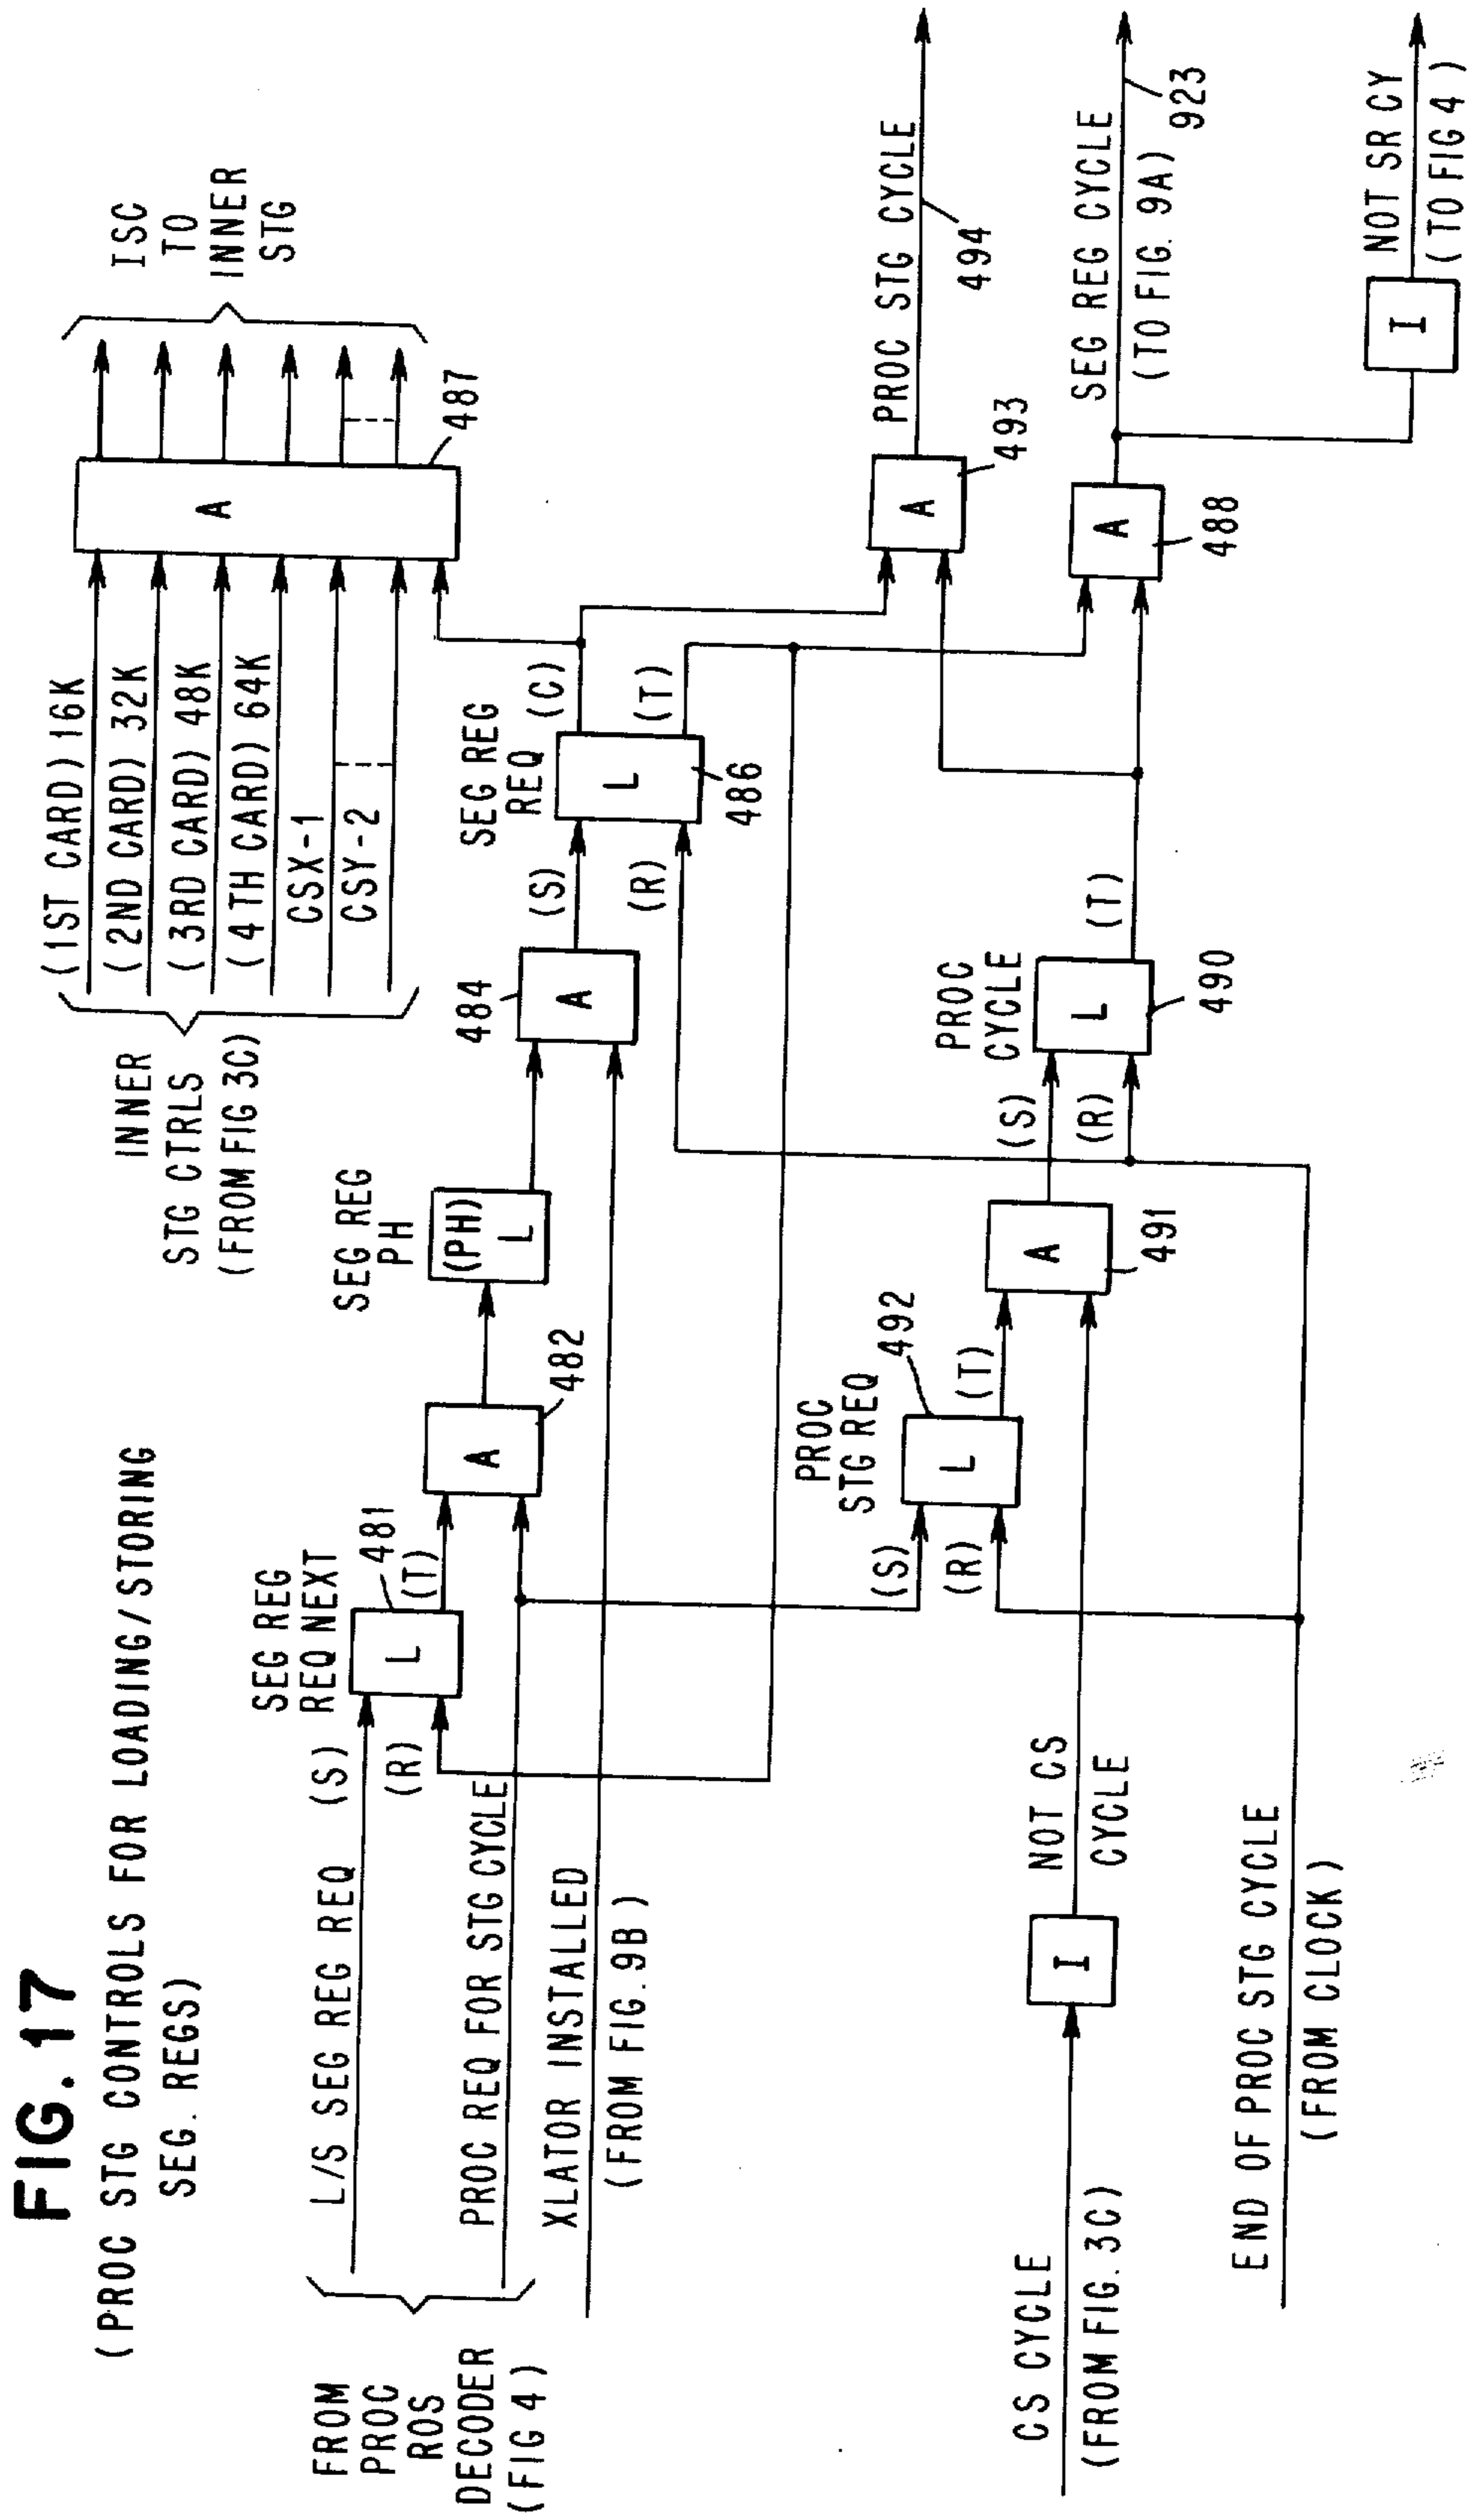 FIG. 17
(PROC STG CONTROLS FOR LOADING/STORING
SEG. REGS)
FROM
PROC
ROS
DECODER
(FIG 4)
L/S SEG REG REQ
PROC REQ FOR STG CYCLE
XLATOR INSTALLED
(FROM FIG. 9B)
SEG REG
REQ NEXT
481
(S)
(R)
L
(T)
A
482
SEG REG
PH
(PH)
L
484
A
(S)
(R)
SEG REG
REQ
L
486
(C)
(T)
INNER
STG CTRLS
(FROM FIG 3C)
(1ST CARD) 16K
(2ND CARD) 32K
(3RD CARD) 48K
(4TH CARD) 64K
CSX-1
CSY-2
A
487
ISC
TO
INNER
STG
CS CYCLE
(FROM FIG. 3C)
I
NOT CS
CYCLE
PROC
STG REQ
492
(S)
(R)
L
(T)
A
491
PROC
CYCLE
(S)
(R)
L
490
(T)
A
493
PROC STG CYCLE
494
A
488
SEG REG CYCLE
(TO FIG. 9A)
923
I
NOT SR CY
(TO FIG 4)
END OF PROC STG CYCLE
(FROM CLOCK)